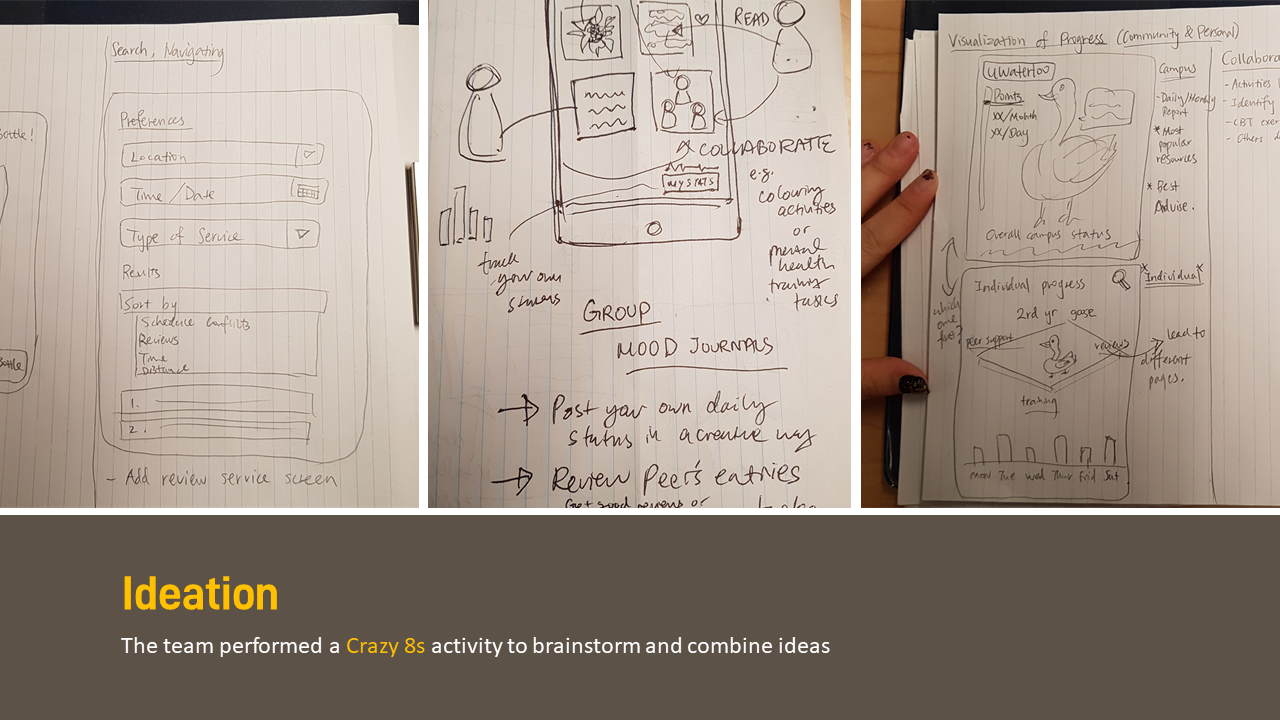 Search, Navigating
Bottle!
Preferences
Location
Time/Date
Type of Service
Results
Sort by
Schedule Conflicts
Reviews
Time
Distance
1.
2.
Bottle
- Add review service screen
READ
COLLABORATE
MY STATS
e.g.
colouring
activities
or
mental
health
training
tasks
track
your own
GROUP
MOOD JOURNALS
→ Post your own daily
status in a creative way
→ Review Peer's entries
Get good reviews or
Visualization of Progress (Community & Personal)
uWaterloo
Points
xx/Month
xx/Day
Overall campus status
Campus
- Daily/Monthly
Report
* Most
popular
resources
* Best
Advise.
Collabora
- Activities
- Identify
- CBT exer
- Others
which
one
Individual progress
2rd yr goose
peer support
reviews
training
Mon Tue Wed Thur Fri Sat
*Individual*
lead to
different
pages.
Ideation
The team performed a Crazy 8s activity to brainstorm and combine ideas